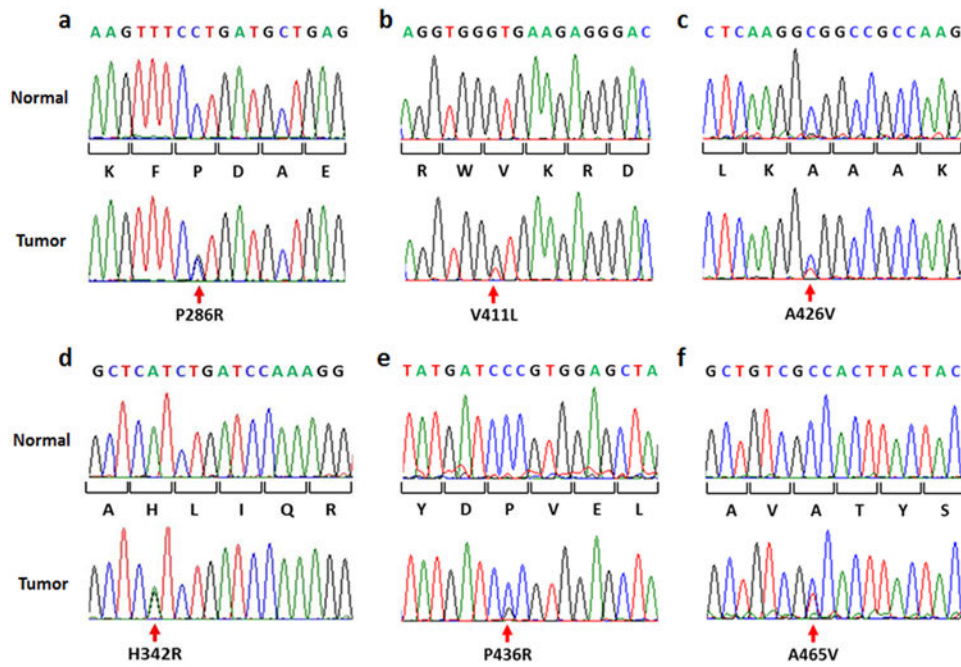 a b c
AAGTTTCCTGATGCTGAG AGGTGGGTGAAGAGGGAC CTCAAGGCGGCCGCCAAG
Normal
K F P D A E R W V K R D L K A A A K
Tumor
P286R V411L A426V
d e f
GCTCATCTGATCCAAAGG TATGATCCCGTGGAGCTA GCTGTCGCCACTTACTAC
Normal
A H L I Q R Y D P V E L A V A T Y S
Tumor
H342R P436R A465V